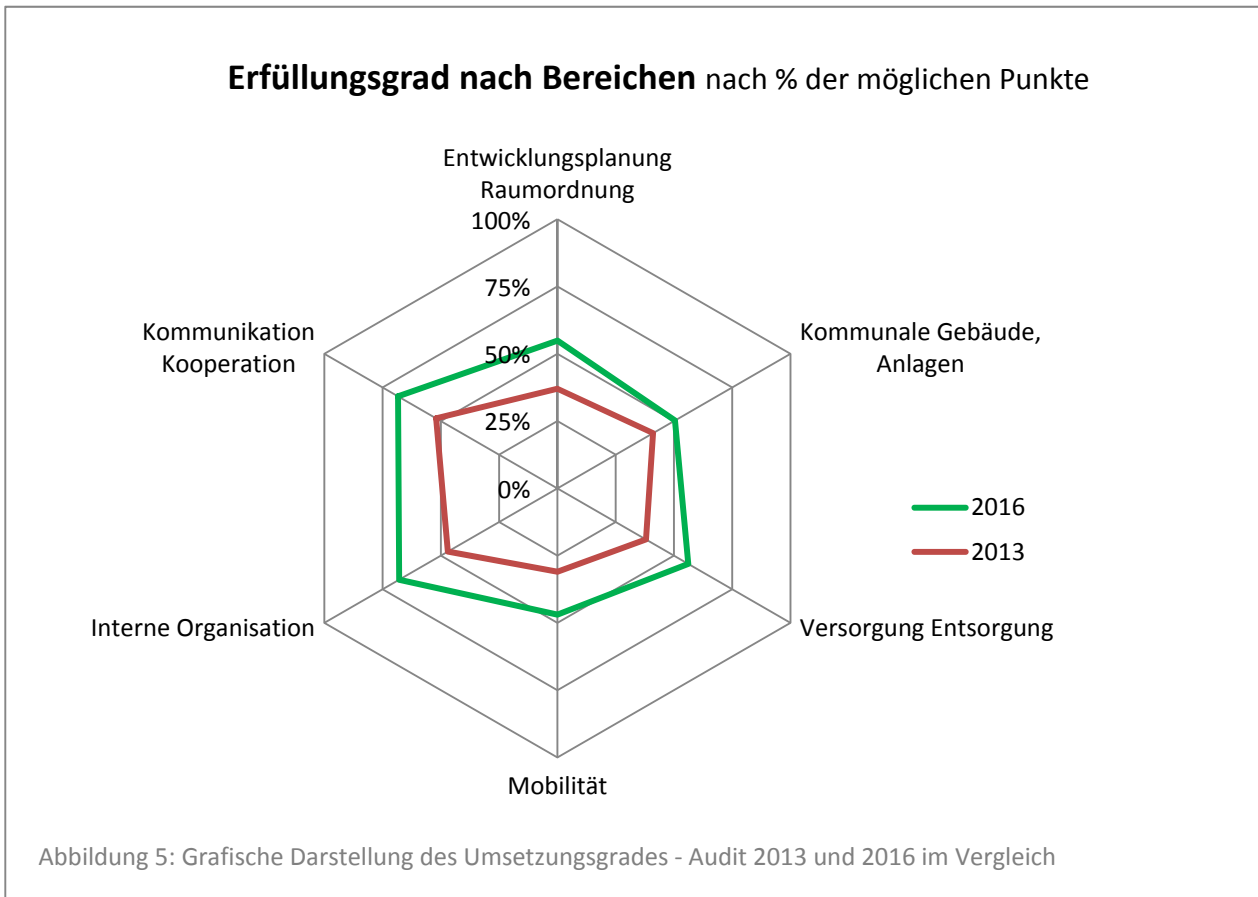 Erfüllungsgrad nach Bereichen nach % der möglichen Punkte
Entwicklungsplanung
Raumordnung
100%
75%
50%
25%
0%
Kommunale Gebäude,
Anlagen
Versorgung Entsorgung
Mobilität
Interne Organisation
Kommunikation
Kooperation
2016
2013
Abbildung 5: Grafische Darstellung des Umsetzungsgrades - Audit 2013 und 2016 im Vergleich